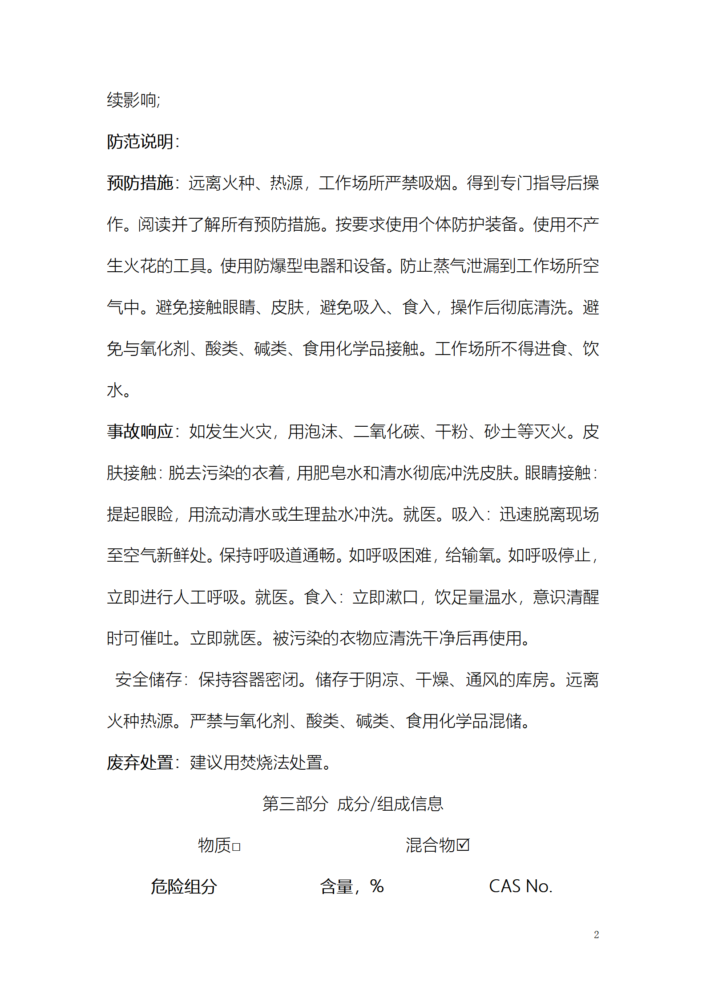 续影响;
防范说明：
预防措施：远离火种、热源，工作场所严禁吸烟。得到专门指导后操
作。阅读并了解所有预防措施。按要求使用个体防护装备。使用不产
生火花的工具。使用防爆型电器和设备。防止蒸气泄漏到工作场所空
气中。避免接触眼睛、皮肤，避免吸入、食入，操作后彻底清洗。避
免与氧化剂、酸类、碱类、食用化学品接触。工作场所不得进食、饮
水。
事故响应：如发生火灾，用泡沫、二氧化碳、干粉、砂土等灭火。皮
肤接触：脱去污染的衣着，用肥皂水和清水彻底冲洗皮肤。眼睛接触：
提起眼睑，用流动清水或生理盐水冲洗。就医。吸入：迅速脱离现场
至空气新鲜处。保持呼吸道通畅。如呼吸困难，给输氧。如呼吸停止，
立即进行人工呼吸。就医。食入：立即漱口，饮足量温水，意识清醒
时可催吐。立即就医。被污染的衣物应清洗干净后再使用。
安全储存：保持容器密闭。储存于阴凉、干燥、通风的库房。远离
火种热源。严禁与氧化剂、酸类、碱类、食用化学品混储。
废弃处置：建议用焚烧法处置。
第三部分 成分/组成信息
物质□ 混合物☑
危险组分 含量，% CAS No.
2